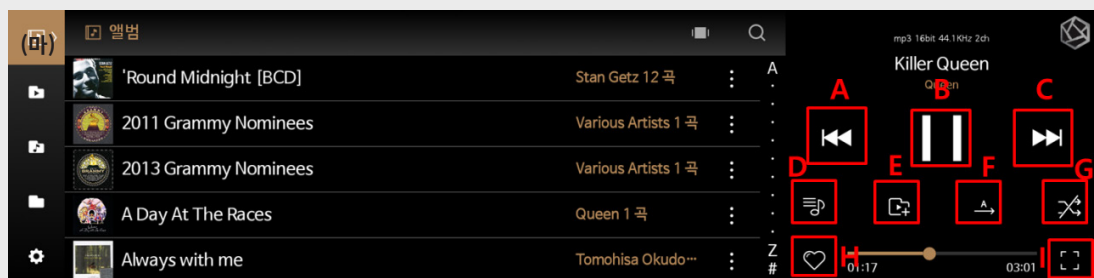 (마)
앨범
'Round Midnight [BCD]
Stan Getz 12 곡
2011 Grammy Nominees
Various Artists 1 곡
2013 Grammy Nominees
Various Artists 1 곡
A Day At The Races
Queen 1 곡
Always with me
Tomohisa Okudo…
A
Z
#
mp3 16bit 44.1KHz 2ch
Killer Queen
Queen
A B C
D E F G
A
H I
01:17 03:01